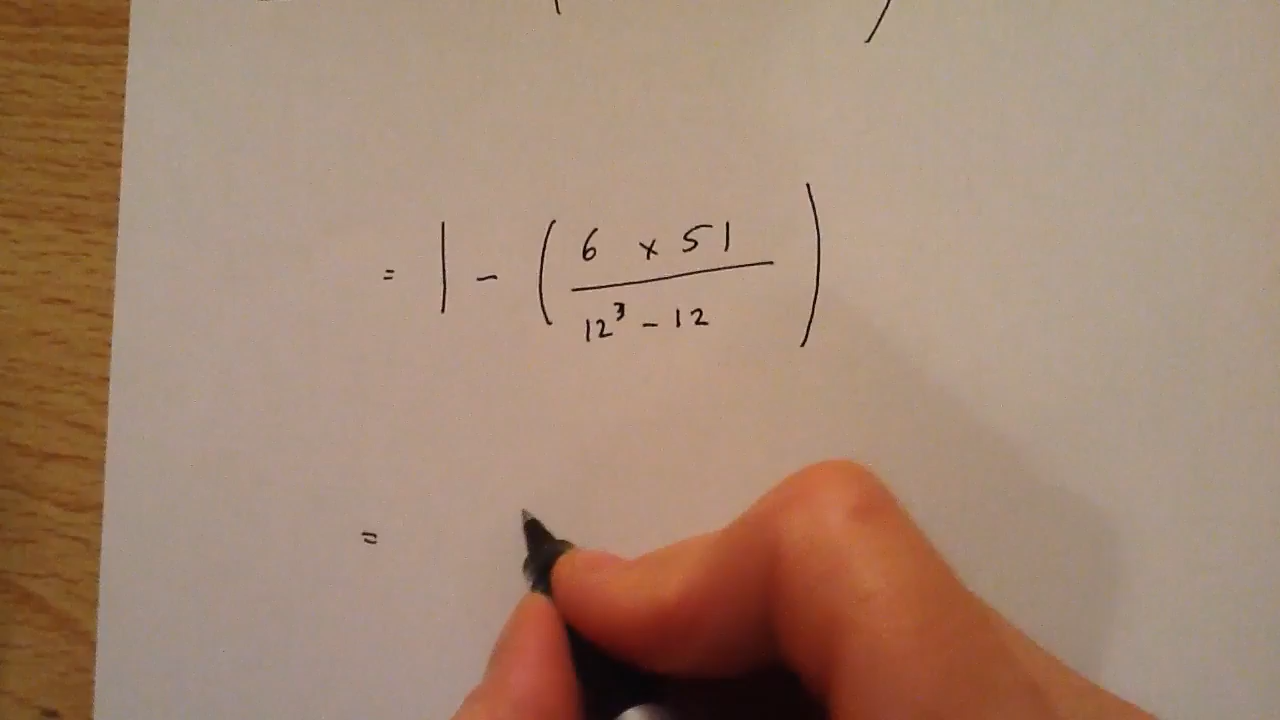 = 1 - ( 6 x 51
12³ - 12 )
=